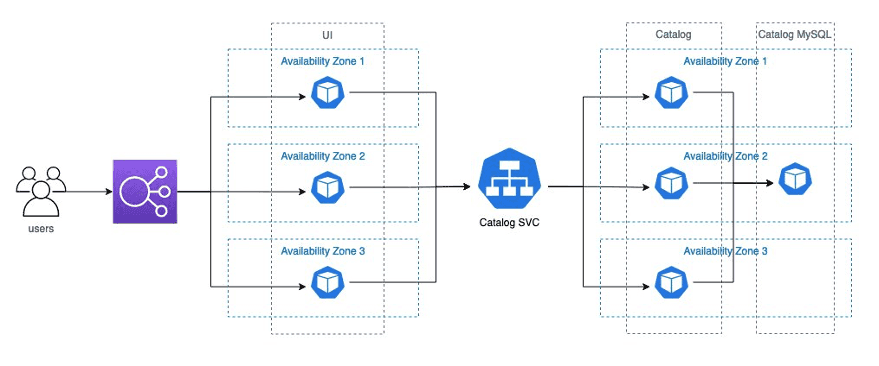 UI
Catalog
Catalog MySQL
Availability Zone 1
Availability Zone 1
Availability Zone 2
Availability Zone 2
users
Catalog SVC
Availability Zone 3
Availability Zone 3